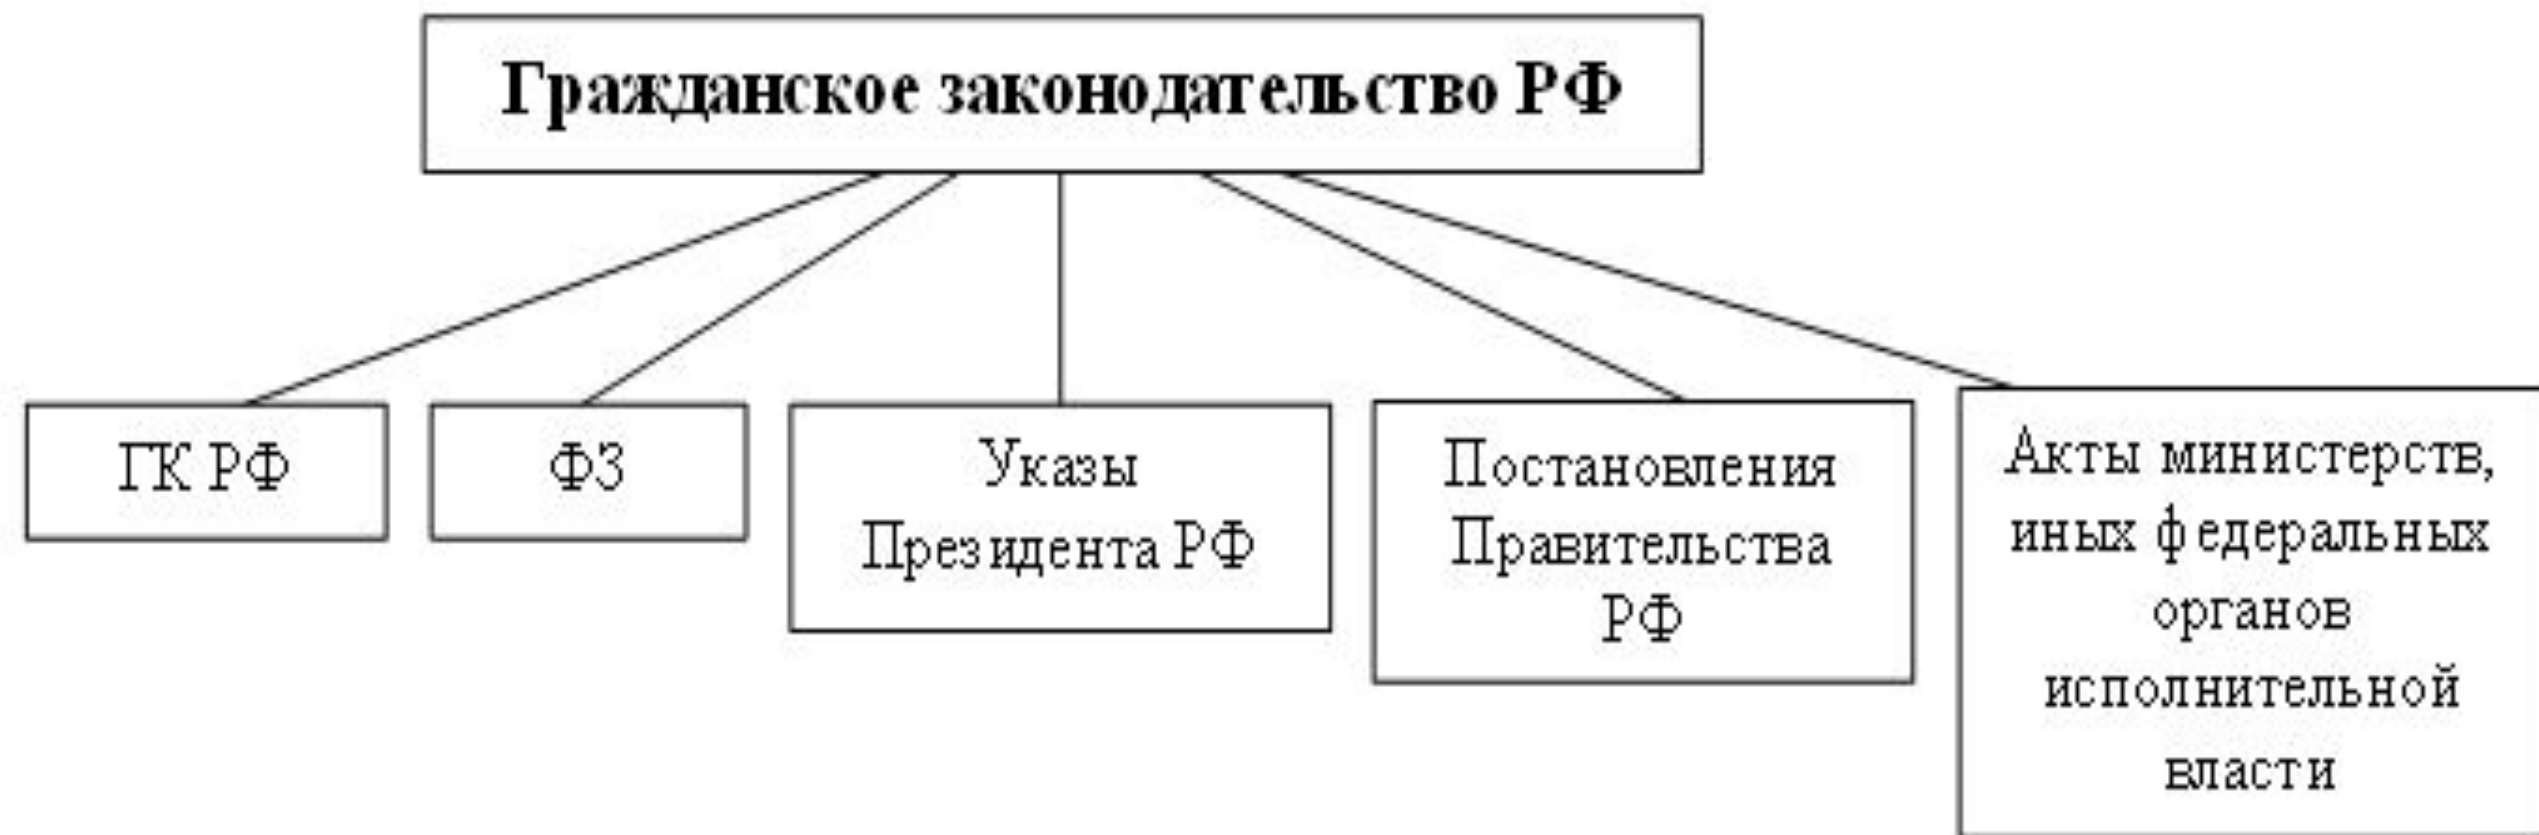 Гражданское законодательство РФ
ГК РФ
ФЗ
Указы
Президента РФ
Постановления
Правительства
РФ
Акты министерств,
иных федеральных
органов
исполнительной
власти